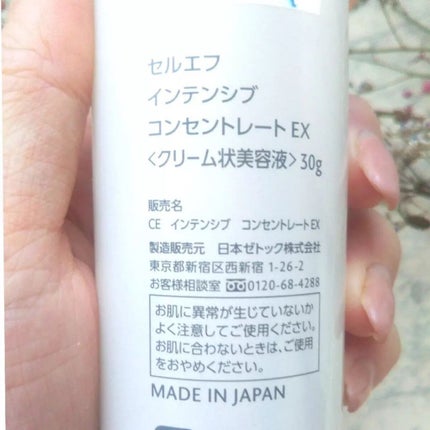 セルエフ
インテンシブ
コンセントレート EX
〈クリーム状美容液〉30g
販売名
CE インテンシブ コンセントレートEX
製造販売元 日本ゼトック株式会社
東京都新宿区西新宿 1-26-2
お客様相談室 0120-68-4288
お肌に異常が生じていないか
よく注意してご使用ください。
お肌に合わないときは、ご使用
をおやめください。
MADE IN JAPAN